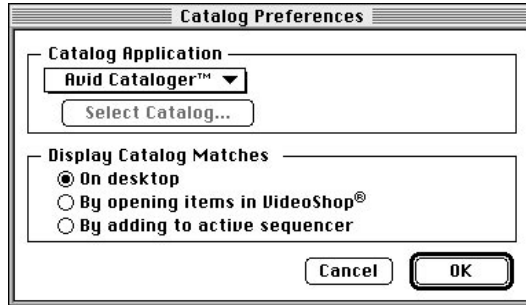 Catalog Preferences
Catalog Application
Avid Cataloger™
Select Catalog...
Display Catalog Matches
On desktop
By opening items in VideoShop®
By adding to active sequencer
Cancel OK